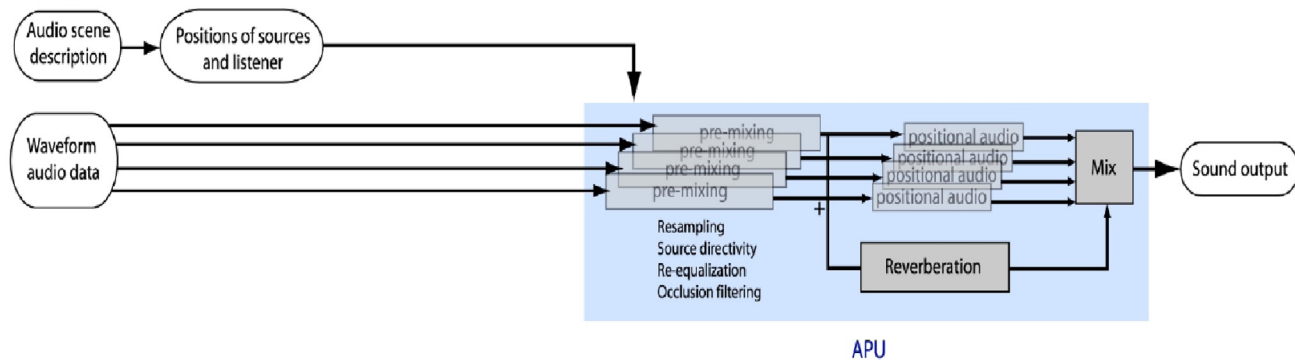 Audio scene
description
Positions of sources
and listener
Waveform
audio data
pre-mixing
pre-mixing
pre-mixing
pre-mixing
positional audio
positional audio
positional audio
positional audio
Mix
Sound output
+
Resampling
Source directivity
Re-equalization
Occlusion filtering
Reverberation
APU